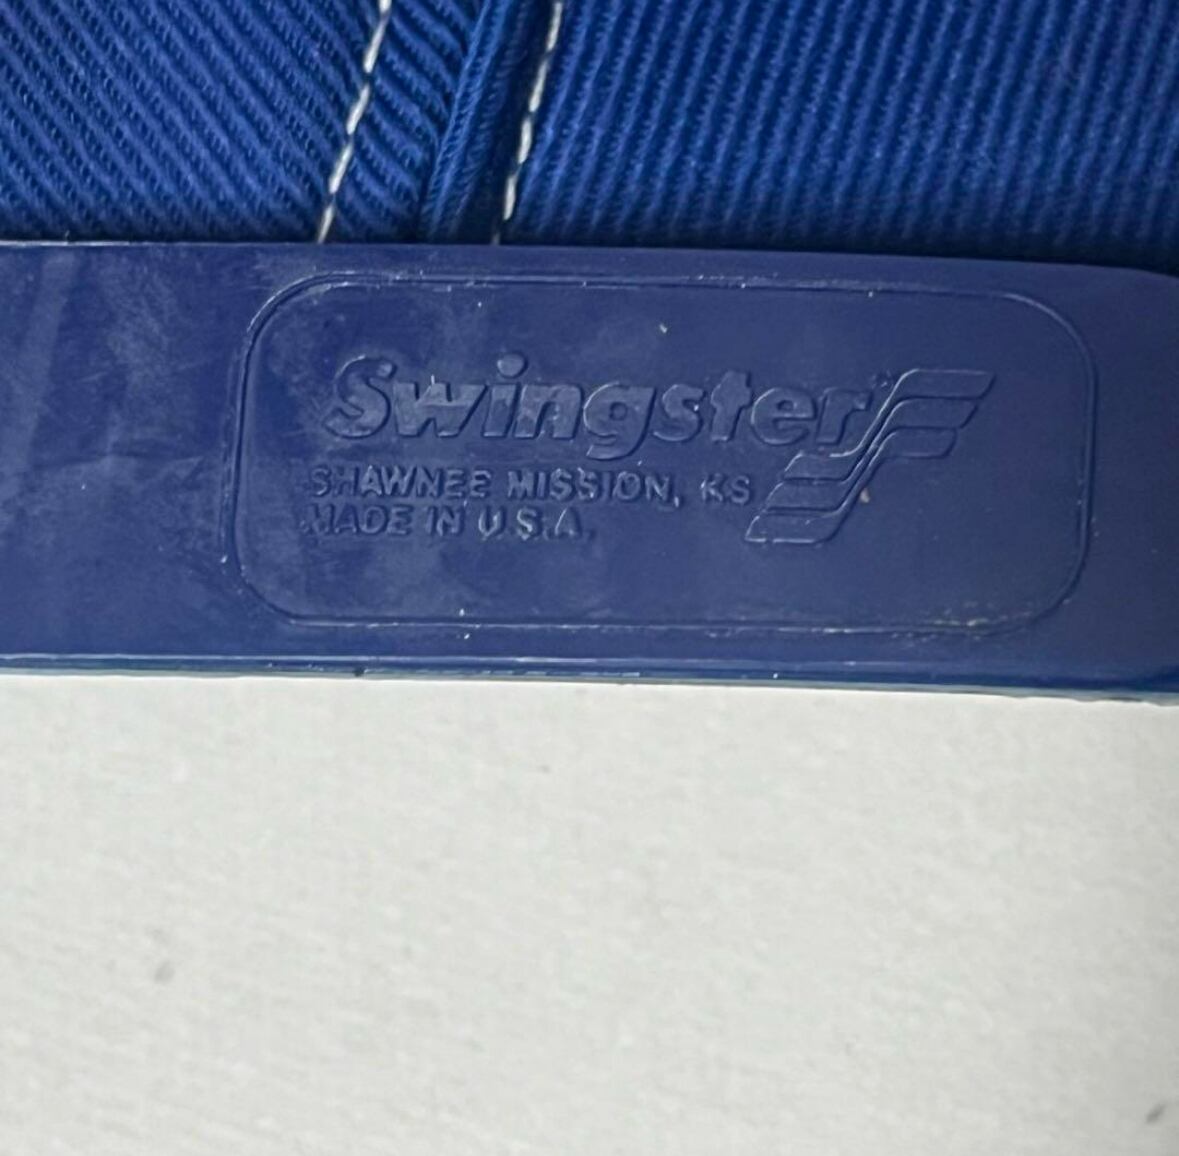 Swingster
SHAWNEE MISSION, KS
MADE IN U.S.A.